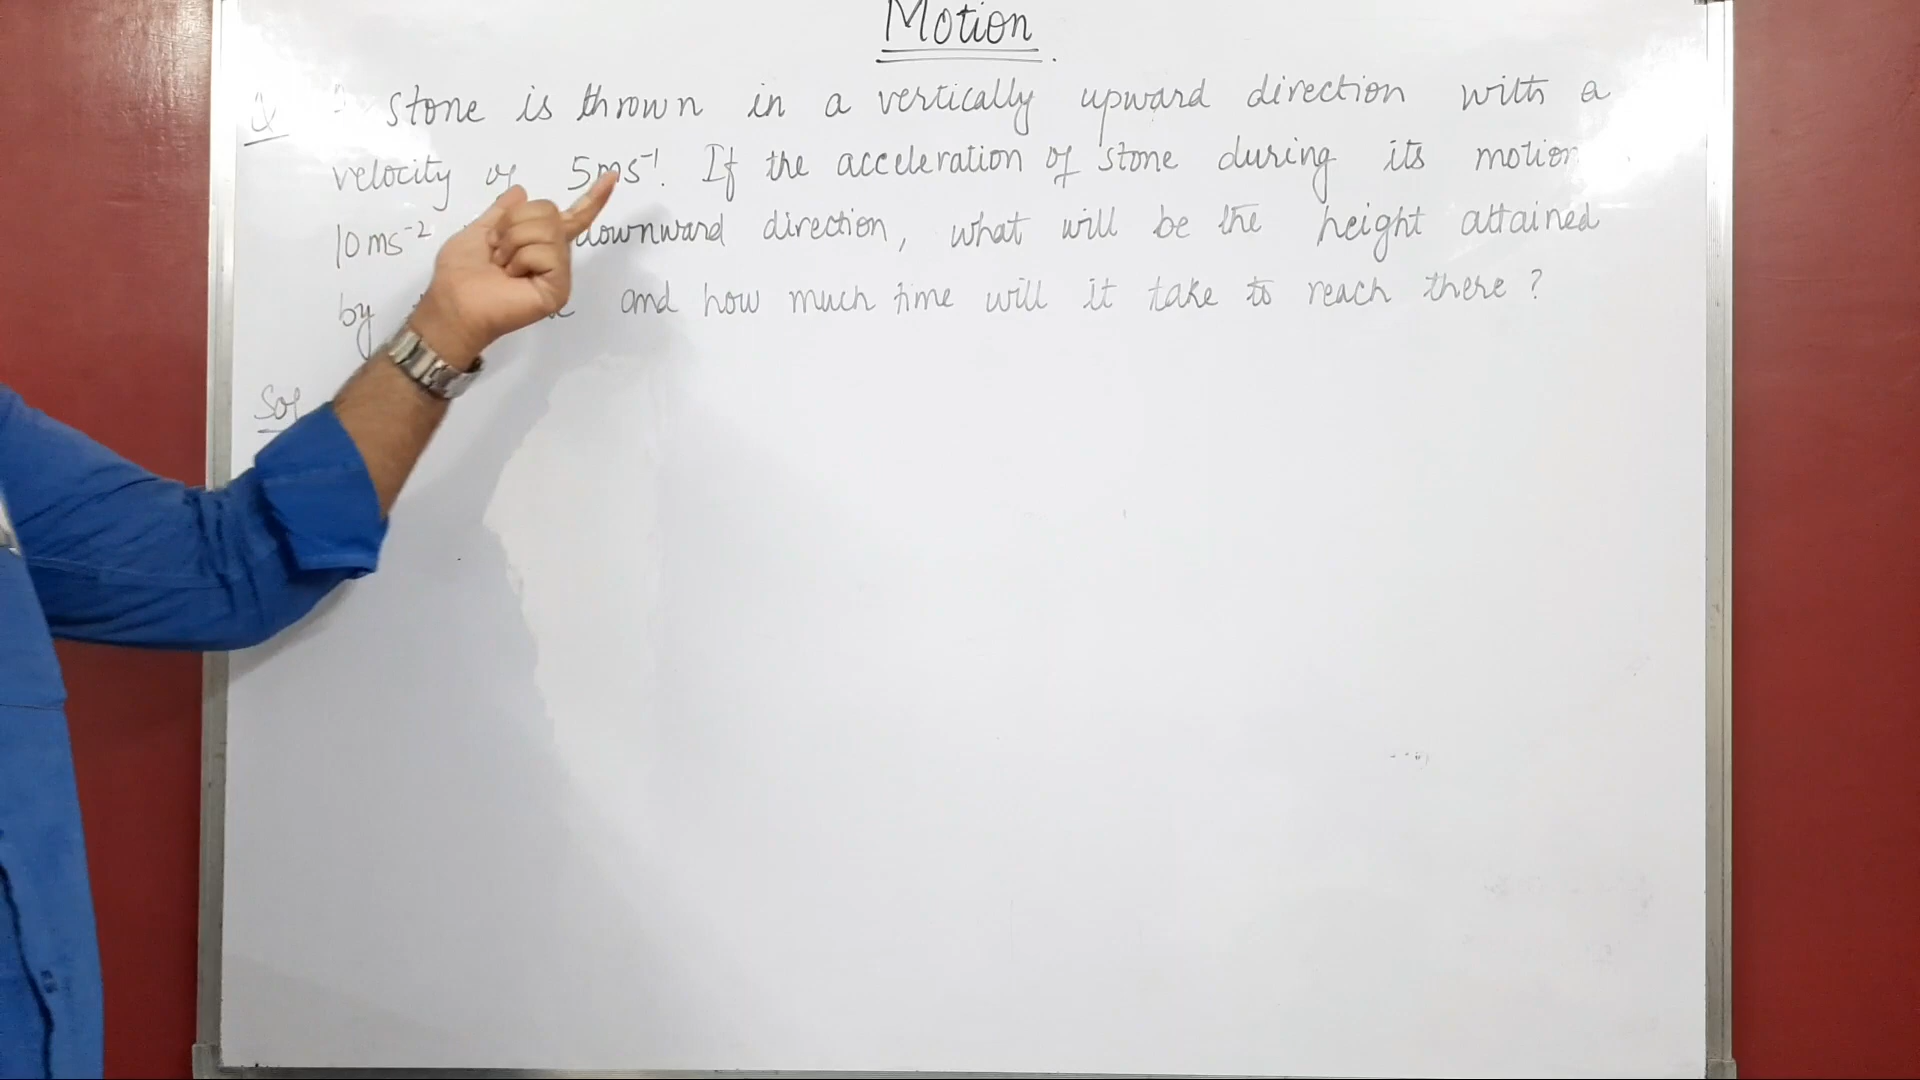 Motion.
Q stone is thrown in a vertically upward direction with a
velocity of 5ms⁻¹. If the acceleration of stone during its motion
10ms⁻² downward direction, what will be the height attained
by and how much time will it take to reach there?
Sol